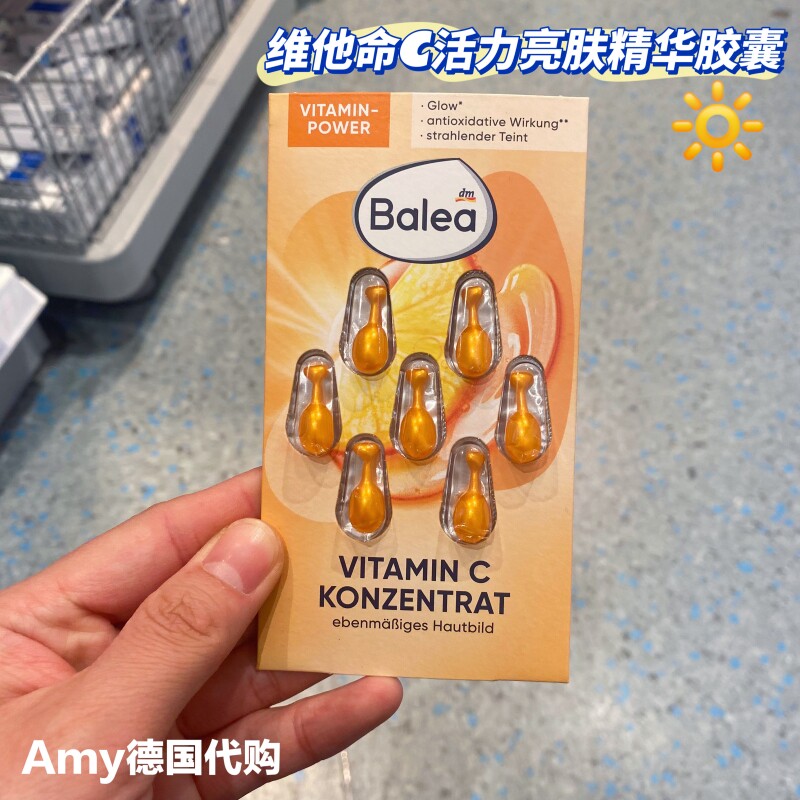 维他命C活力亮肤精华胶囊
VITAMIN-
POWER
· Glow*
· antioxidative Wirkung**
· strahlender Teint
dm
Balea
VITAMIN C
KONZENTRAT
ebenmäßiges Hautbild
Amy德国代购